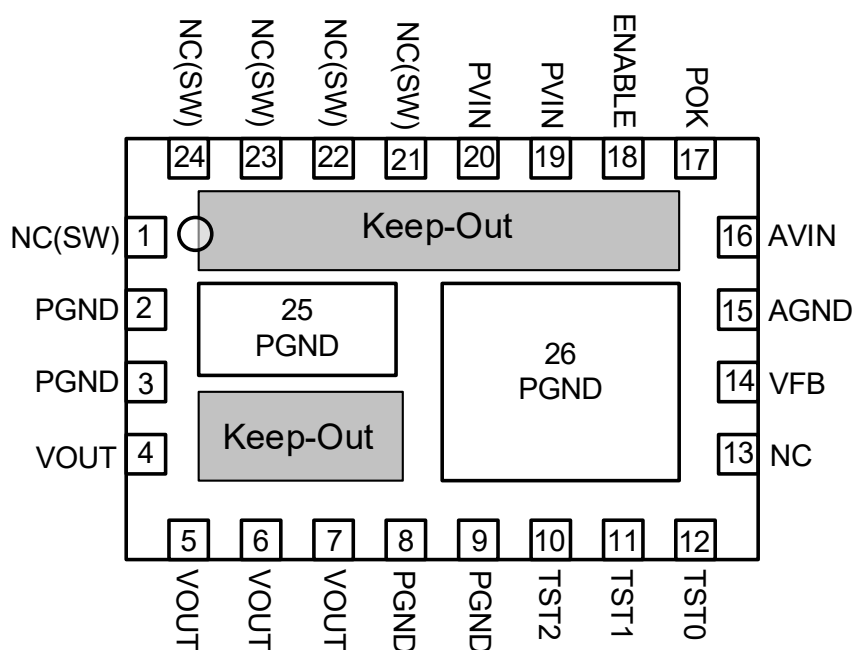 NC(SW)
NC(SW)
NC(SW)
NC(SW)
PVIN
PVIN
ENABLE
POK
24
23
22
21
20
19
18
17
NC(SW)
1
Keep-Out
16
AVIN
PGND
2
25
PGND
15
AGND
PGND
3
26
PGND
14
VFB
VOUT
4
Keep-Out
13
NC
5
6
7
8
9
10
11
12
VOUT
VOUT
VOUT
PGND
PGND
TST2
TST1
TST0